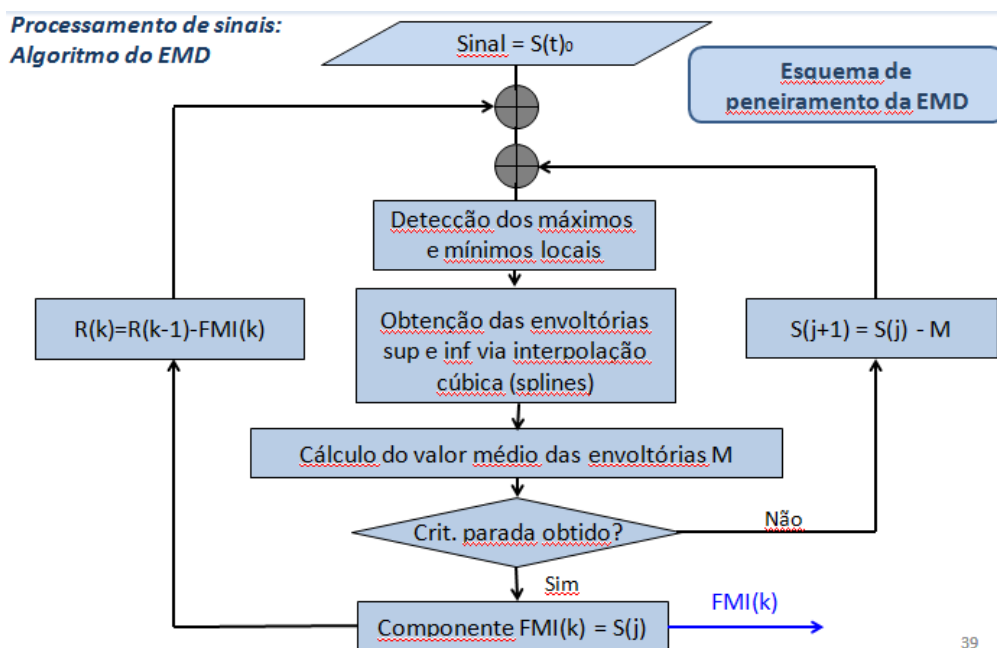 Processamento de sinais:
Algoritmo do EMD
Sinal = S(t)₀
Esquema de
peneiramento da EMD
Detecção dos máximos
e mínimos locais
R(k)=R(k-1)-FMI(k)
Obtenção das envoltórias
sup e inf via interpolação
cúbica (splines)
S(j+1) = S(j) - M
Cálculo do valor médio das envoltórias M
Crit. parada obtido?
Não
Sim
FMI(k)
Componente FMI(k) = S(j)
39